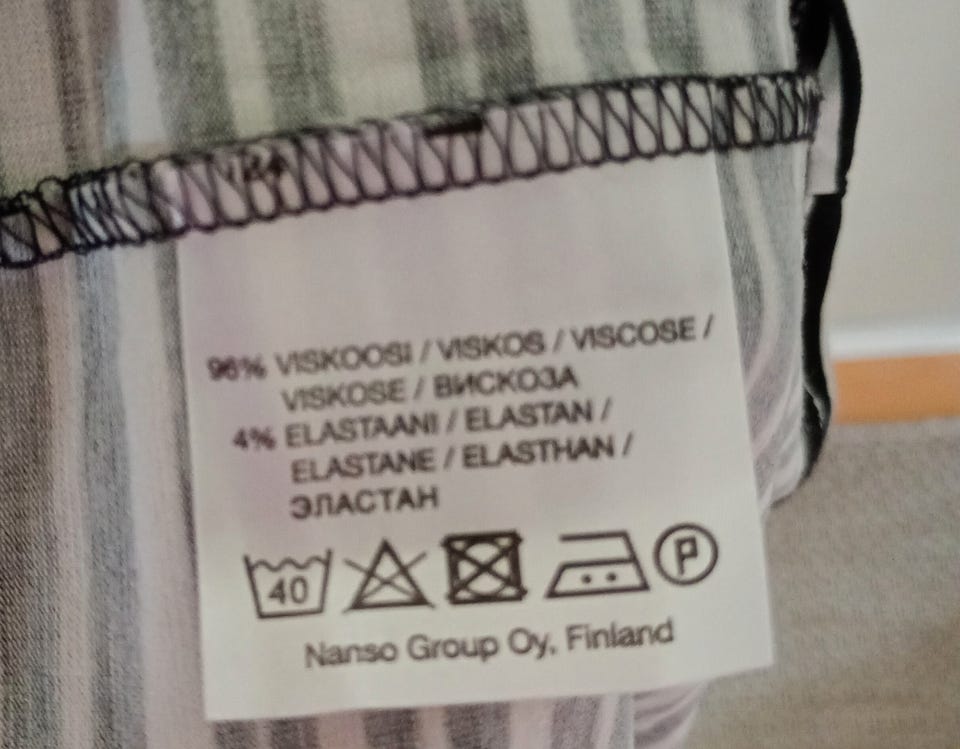 96% VISKOOSI / VISKOS / VISCOSE /
VISKOSE / ВИСКОЗА
4% ELASTAANI / ELASTAN /
ELASTANE / ELASTHAN /
ЭЛАСТАН
40 P
Nanso Group Oy, Finland